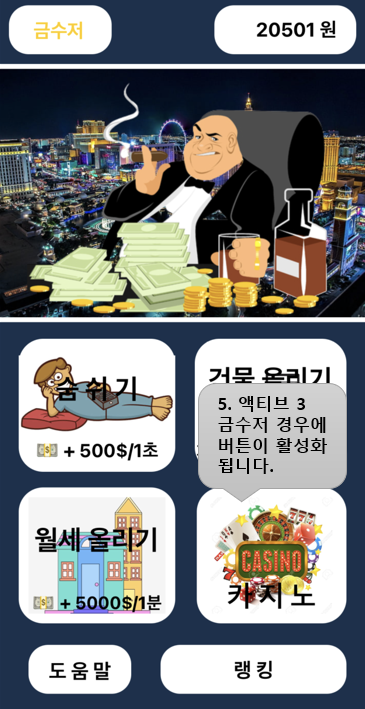 금수저
20501 원
숨 쉬 기
+ 500$/1초
건물 올리기
5. 액티브 3
금수저 경우에
버튼이 활성화
됩니다.
월세 올리기
+ 5000$/1분
CASINO
카 지 노
도 움 말
랭 킹